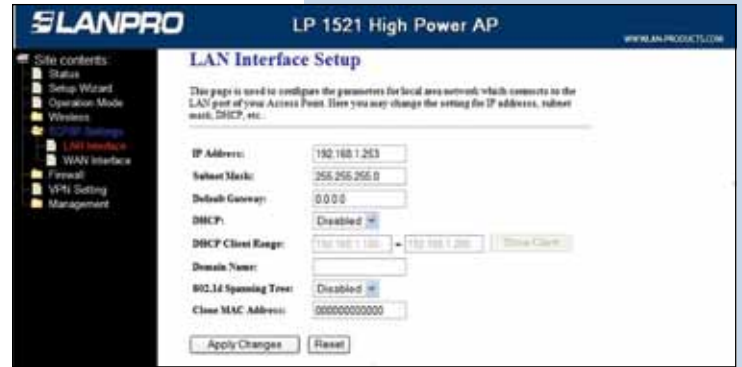 LANPRO
LP 1521 High Power AP
WWW.LAN-PRODUCTS.COM
Site contents:
Status
Setup Wizard
Operation Mode
Wireless
TCP/IP Settings
LAN Interface
WAN Interface
Firewall
VPN Setting
Management
LAN Interface Setup
This page is used to configure the parameters for local area network which connects to the
LAN port of your Access Point. Here you may change the setting for IP addresss, subnet
mask, DHCP, etc..
IP Address: 192.168.1.253
Subnet Mask: 255.255.255.0
Default Gateway: 0.0.0.0
DHCP: Disabled
DHCP Client Range: - Show Client
Domain Name:
802.1d Spanning Tree: Disabled
Clone MAC Address: 000000000000
Apply Changes Reset